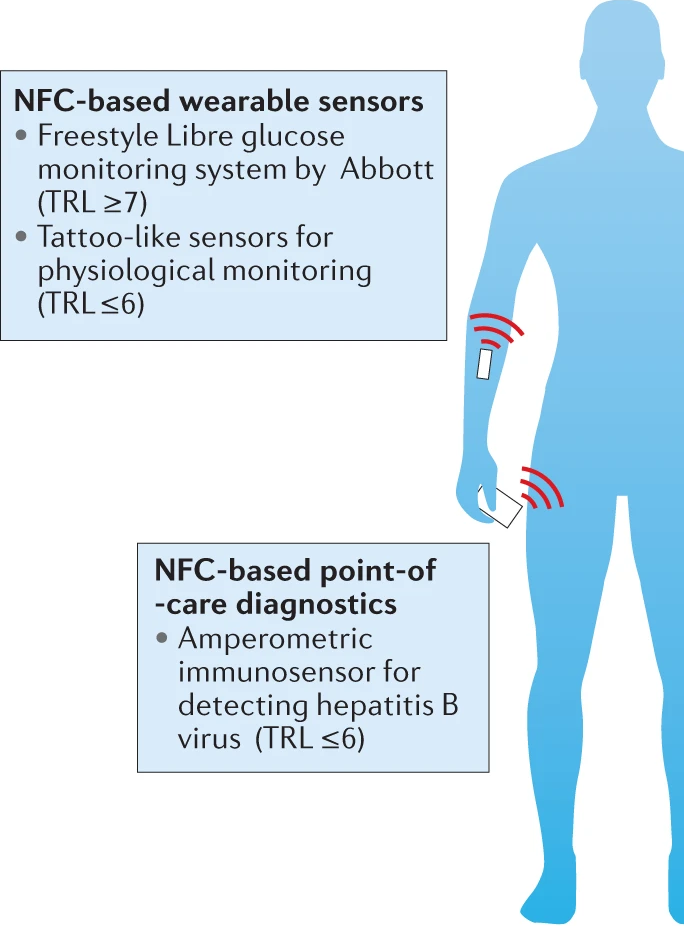 NFC-based wearable sensors
• Freestyle Libre glucose
monitoring system by Abbott
(TRL ≥7)
• Tattoo-like sensors for
physiological monitoring
(TRL ≤6)
NFC-based point-of
-care diagnostics
• Amperometric
immunosensor for
detecting hepatitis B
virus (TRL ≤6)